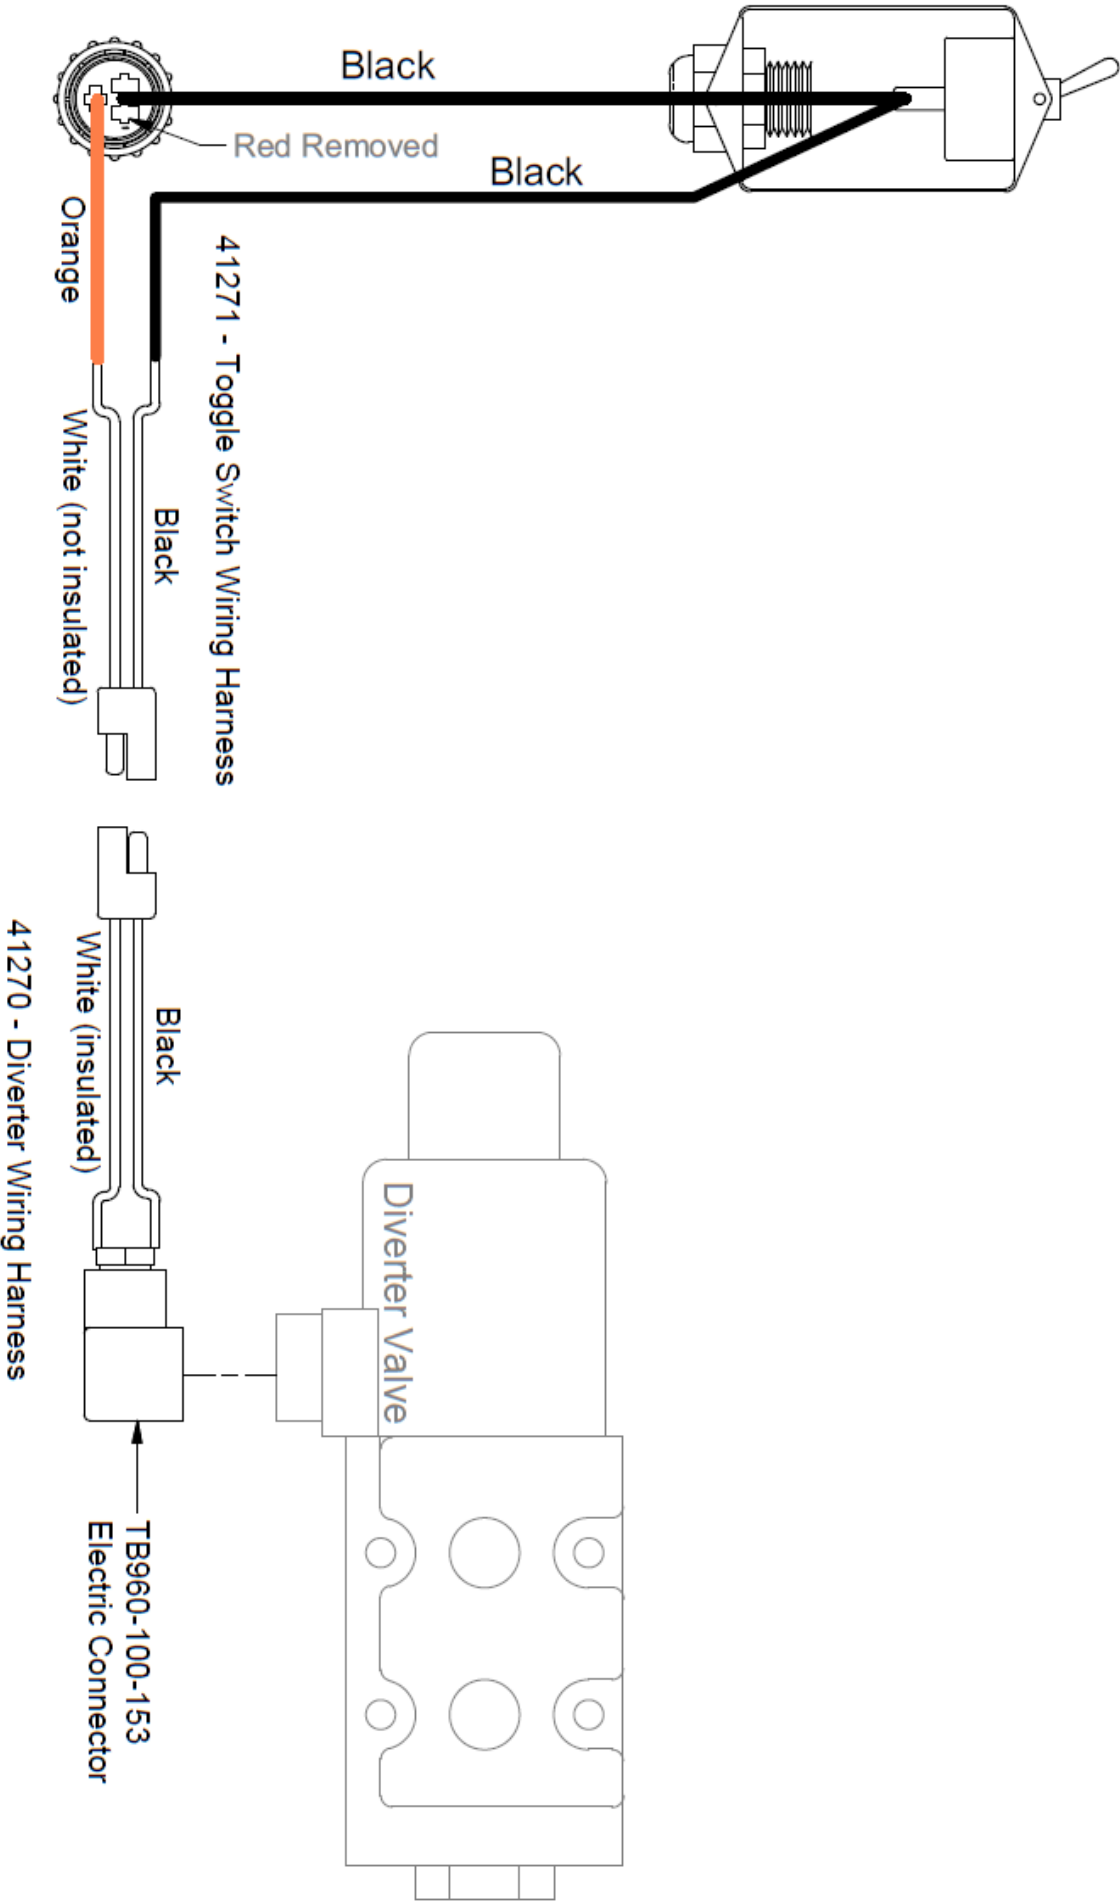 Black
Red Removed
Black
Orange
41271 - Toggle Switch Wiring Harness
White (not insulated)
Black
Black
White (insulated)
41270 - Diverter Wiring Harness
Diverter Valve
TB960-100-153
Electric Connector